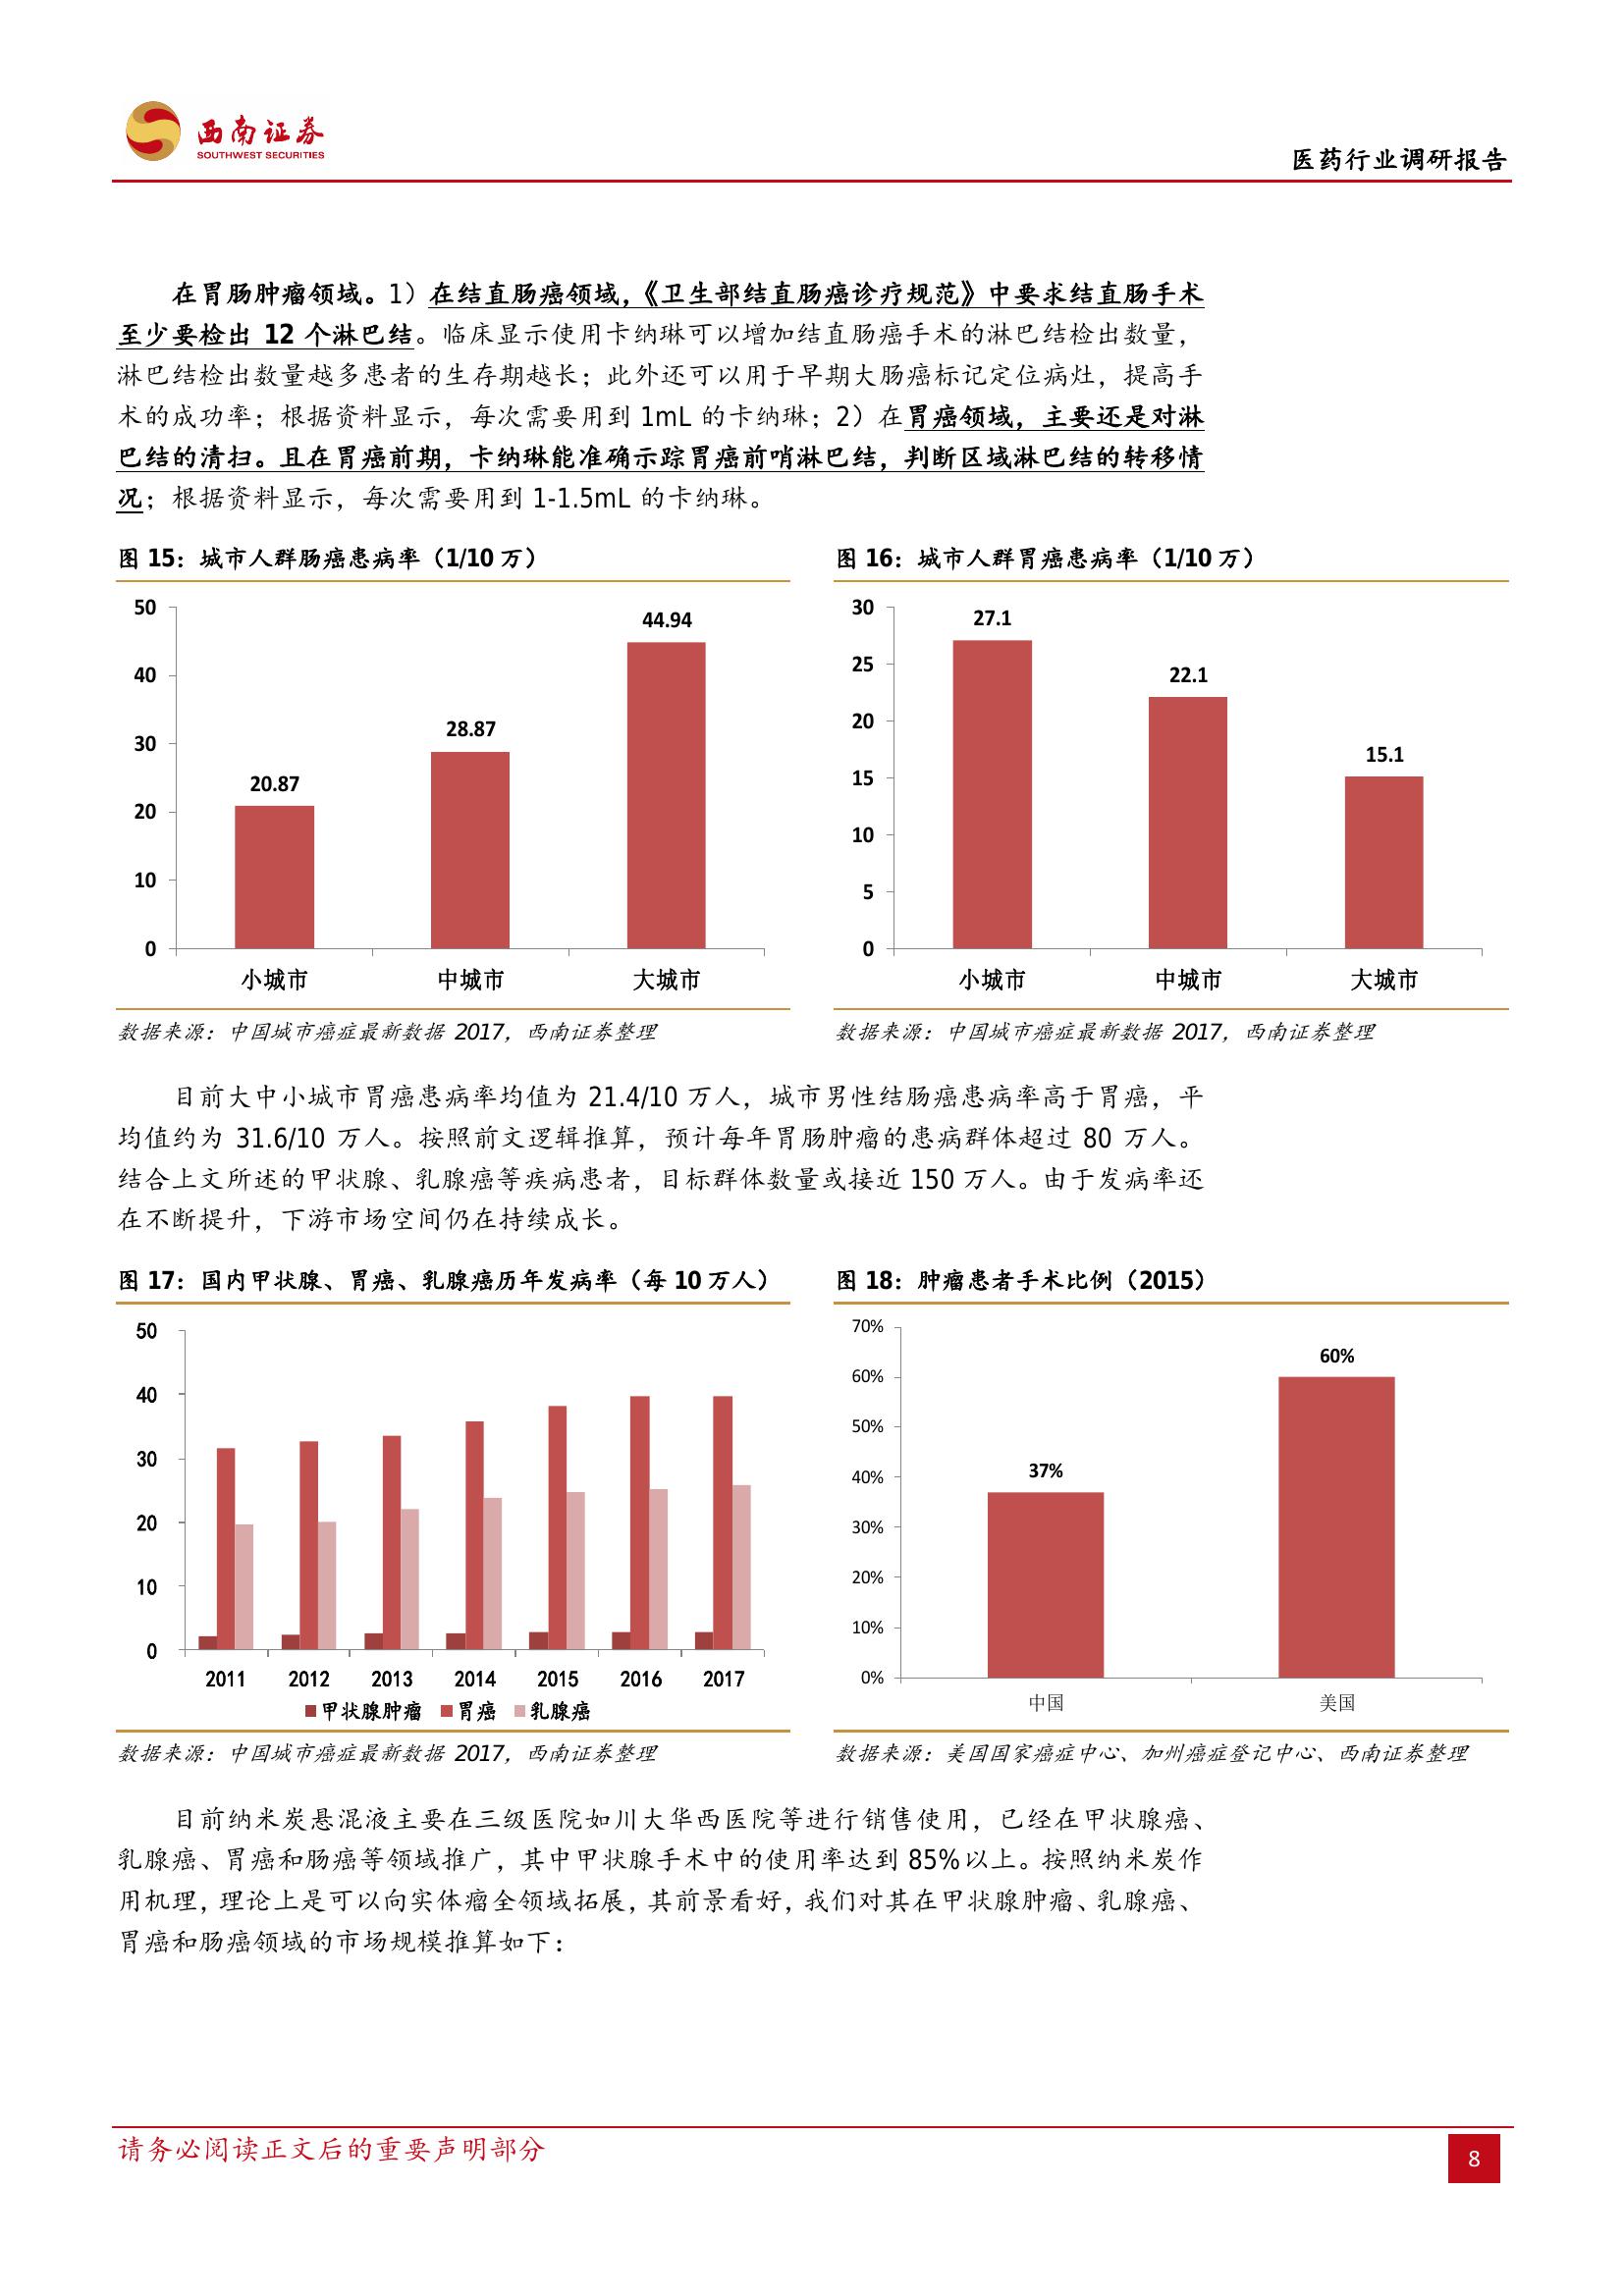 西南证券
SOUTHWEST SECURITIES
医药行业调研报告
在胃肠肿瘤领域。1）在结直肠癌领域，《卫生部结直肠癌诊疗规范》中要求结直肠手术
至少要检出 12 个淋巴结。临床显示使用卡纳琳可以增加结直肠癌手术的淋巴结检出数量，
淋巴结检出数量越多患者的生存期越长；此外还可以用于早期大肠癌标记定位病灶，提高手
术的成功率；根据资料显示，每次需要用到 1mL 的卡纳琳；2）在胃癌领域，主要还是对淋
巴结的清扫。且在胃癌前期，卡纳琳能准确示踪胃癌前哨淋巴结，判断区域淋巴结的转移情
况；根据资料显示，每次需要用到 1-1.5mL 的卡纳琳。
图 15：城市人群肠癌患病率（1/10 万）
50
40
30
20
10
0
20.87
28.87
44.94
小城市 中城市 大城市
数据来源：中国城市癌症最新数据 2017，西南证券整理
图 16：城市人群胃癌患病率（1/10 万）
30
25
20
15
10
5
0
27.1
22.1
15.1
小城市 中城市 大城市
数据来源：中国城市癌症最新数据 2017，西南证券整理
目前大中小城市胃癌患病率均值为 21.4/10 万人，城市男性结肠癌患病率高于胃癌，平
均值约为 31.6/10 万人。按照前文逻辑推算，预计每年胃肠肿瘤的患病群体超过 80 万人。
结合上文所述的甲状腺、乳腺癌等疾病患者，目标群体数量或接近 150 万人。由于发病率还
在不断提升，下游市场空间仍在持续成长。
图 17：国内甲状腺、胃癌、乳腺癌历年发病率（每 10 万人）
50
40
30
20
10
0
2011 2012 2013 2014 2015 2016 2017
甲状腺肿瘤 胃癌 乳腺癌
数据来源：中国城市癌症最新数据 2017，西南证券整理
图 18：肿瘤患者手术比例（2015）
70%
60%
50%
40%
30%
20%
10%
0%
37%
60%
中国 美国
数据来源：美国国家癌症中心、加州癌症登记中心、西南证券整理
目前纳米炭悬混液主要在三级医院如川大华西医院等进行销售使用，已经在甲状腺癌、
乳腺癌、胃癌和肠癌等领域推广，其中甲状腺手术中的使用率达到 85%以上。按照纳米炭作
用机理，理论上是可以向实体瘤全领域拓展，其前景看好，我们对其在甲状腺肿瘤、乳腺癌、
胃癌和肠癌领域的市场规模推算如下：
请务必阅读正文后的重要声明部分
8